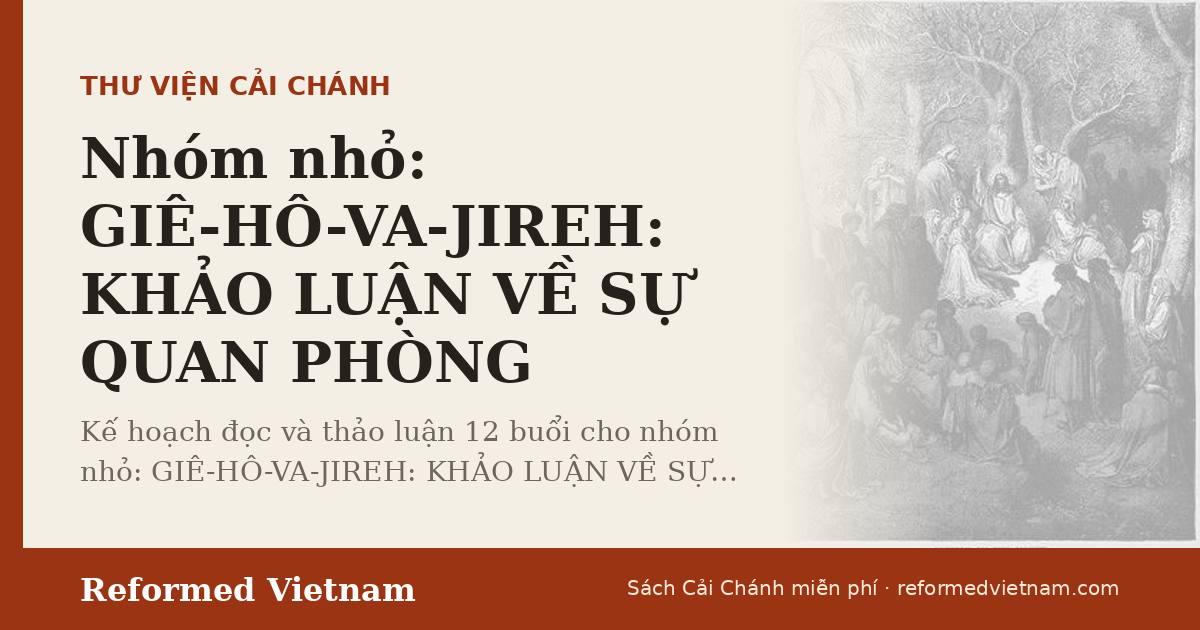 THƯ VIỆN CẢI CHÁNH
Nhóm nhỏ:
GIÊ-HÔ-VA-JIREH:
KHẢO LUẬN VỀ SỰ
QUAN PHÒNG
Kế hoạch đọc và thảo luận 12 buổi cho nhóm
nhỏ: GIÊ-HÔ-VA-JIREH: KHẢO LUẬN VỀ SỰ...
Reformed Vietnam
Sách Cải Chánh miễn phí · reformedvietnam.com